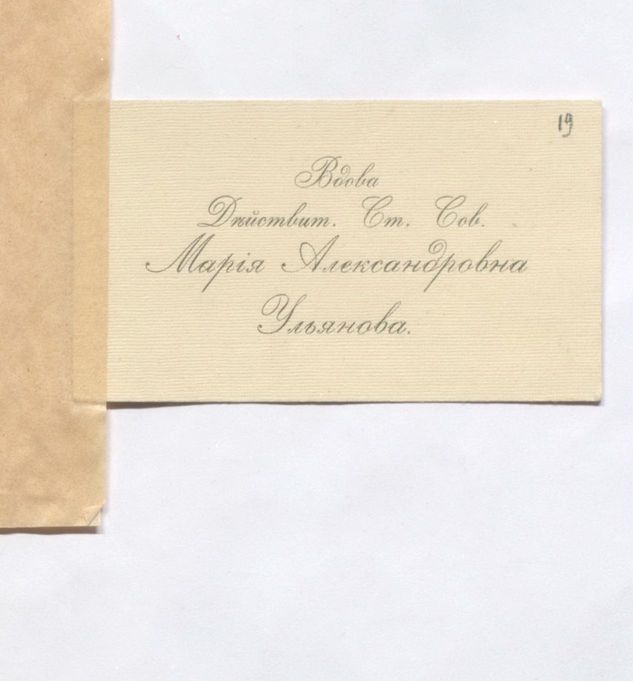 19
Вдова
Дѣйствит. Ст. Сов.
Марія Александровна
Ульянова.